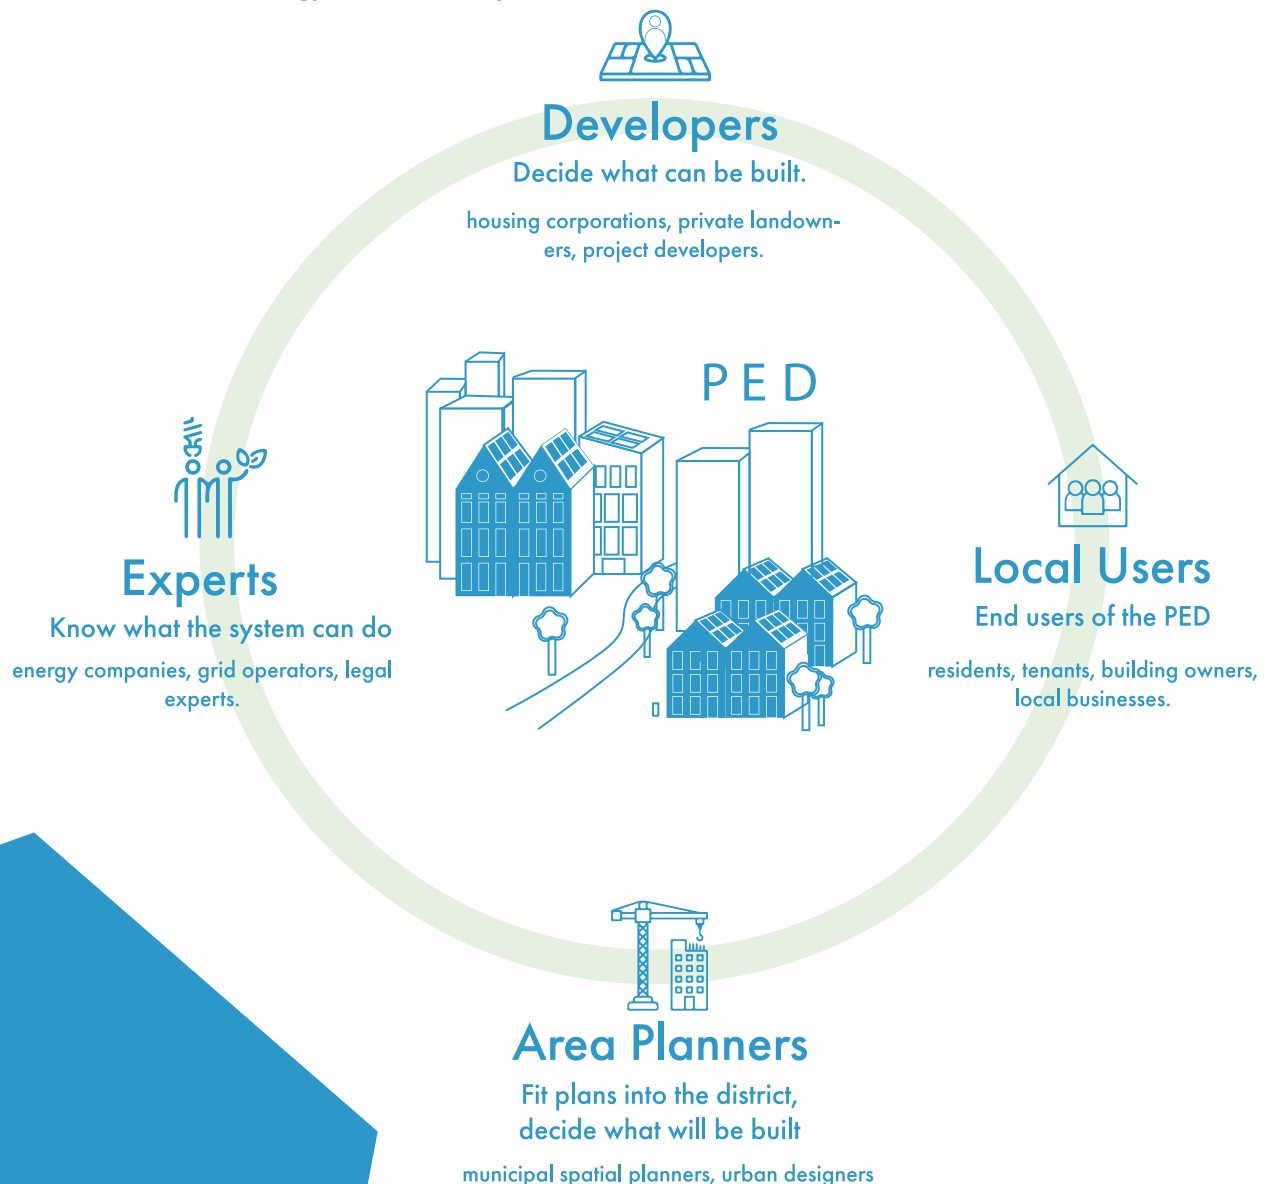 Developers
Decide what can be built.
housing corporations, private landown-
ers, project developers.
PED
Experts
Know what the system can do
energy companies, grid operators, legal
experts.
Local Users
End users of the PED
residents, tenants, building owners,
local businesses.
Area Planners
Fit plans into the district,
decide what will be built
municipal spatial planners, urban designers